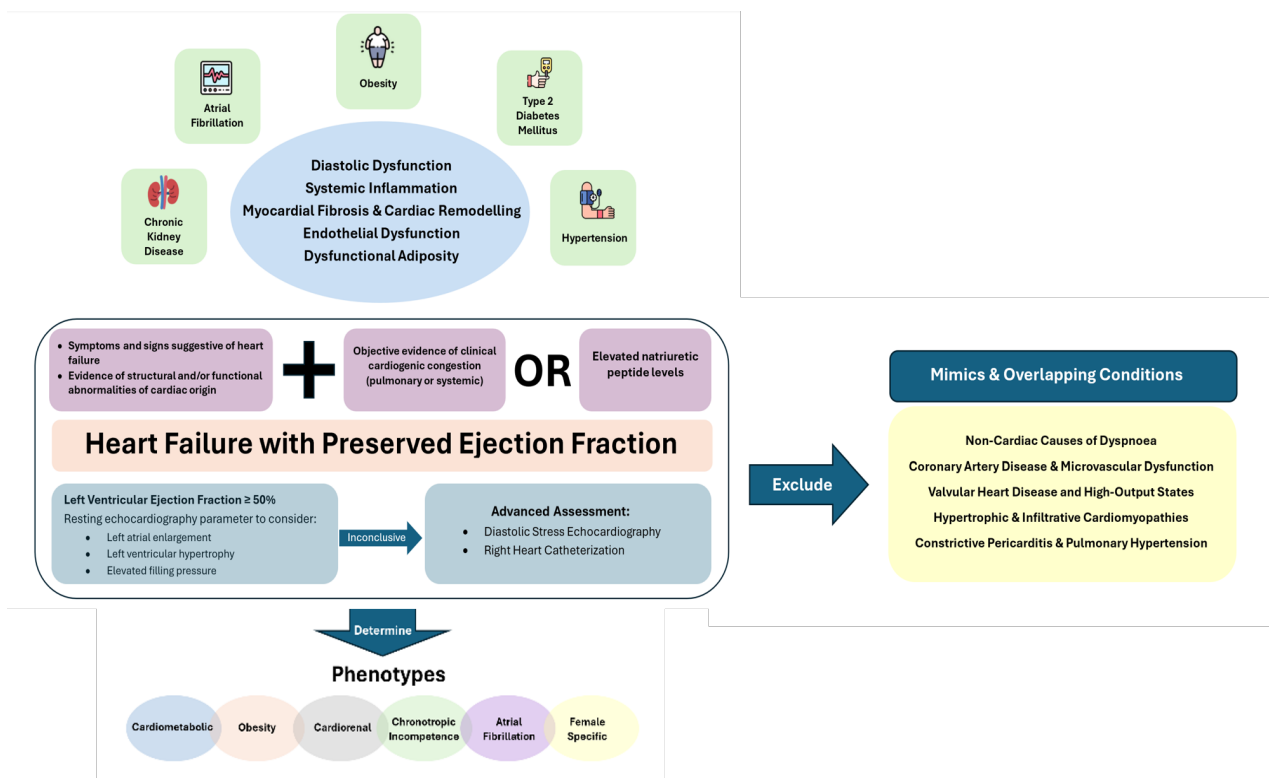 Obesity
Atrial
Fibrillation
Type 2
Diabetes
Mellitus
Chronic
Kidney
Disease
Hypertension
Diastolic Dysfunction
Systemic Inflammation
Myocardial Fibrosis & Cardiac Remodelling
Endothelial Dysfunction
Dysfunctional Adiposity
• Symptoms and signs suggestive of heart
failure
• Evidence of structural and/or functional
abnormalities of cardiac origin
+
Objective evidence of clinical
cardiogenic congestion
(pulmonary or systemic)
OR
Elevated natriuretic
peptide levels
Heart Failure with Preserved Ejection Fraction
Left Ventricular Ejection Fraction ≥ 50%
Resting echocardiography parameter to consider:
• Left atrial enlargement
• Left ventricular hypertrophy
• Elevated filling pressure
Inconclusive
Advanced Assessment:
• Diastolic Stress Echocardiography
• Right Heart Catheterization
Exclude
Mimics & Overlapping Conditions
Non-Cardiac Causes of Dyspnoea
Coronary Artery Disease & Microvascular Dysfunction
Valvular Heart Disease and High-Output States
Hypertrophic & Infiltrative Cardiomyopathies
Constrictive Pericarditis & Pulmonary Hypertension
Determine
Phenotypes
Cardiometabolic
Obesity
Cardiorenal
Chronotropic
Incompetence
Atrial
Fibrillation
Female
Specific